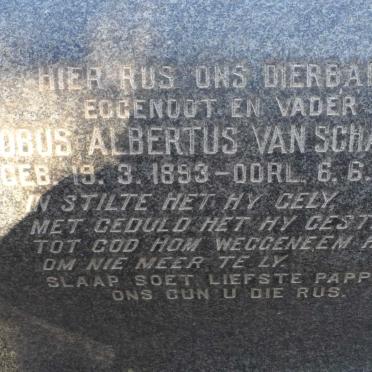 HIER RUS ONS DIERBA
EGGENOOT EN VADER
OBUS ALBERTUS VAN SCHA
GEB. 19. 3. 1893 - OORL. 6. 6.
IN STILTE HET HY GELY,
MET GEDULD HET HY GEST
TOT GOD HOM WEGGENEEM H
OM NIE MEER TE LY.
SLAAP SOET LIEFSTE PAPP
ONS GUN U DIE RUS.